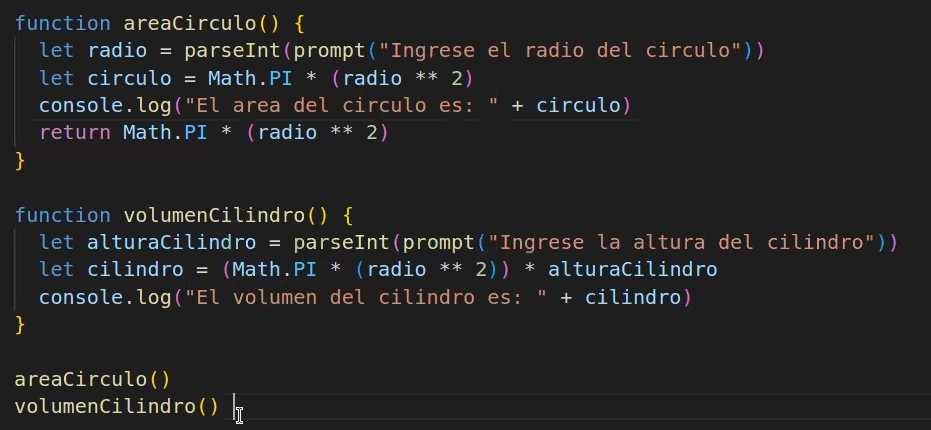 function areaCirculo() {
let radio = parseInt(prompt("Ingrese el radio del circulo"))
let circulo = Math.PI * (radio ** 2)
console.log("El area del circulo es: " + circulo)
return Math.PI * (radio ** 2)
}
function volumenCilindro() {
let alturaCilindro = parseInt(prompt("Ingrese la altura del cilindro"))
let cilindro = (Math.PI * (radio ** 2)) * alturaCilindro
console.log("El volumen del cilindro es: " + cilindro)
}
areaCirculo()
volumenCilindro()